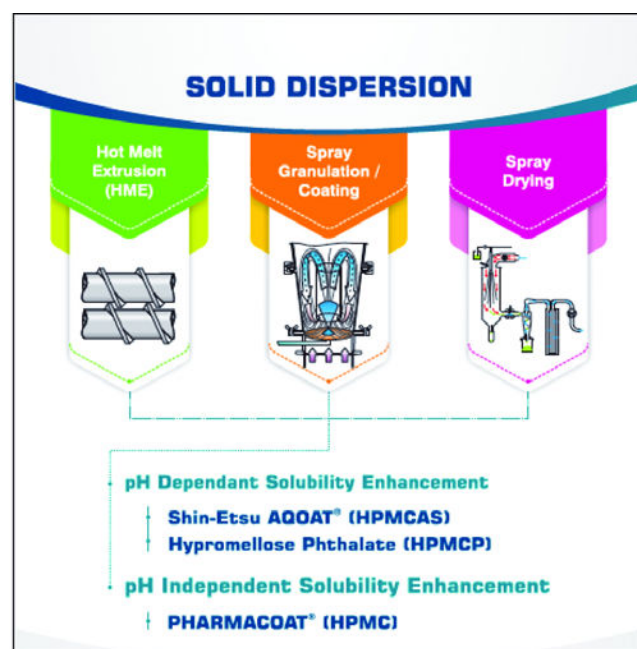 SOLID DISPERSION
Hot Melt
Extrusion
(HME)
Spray
Granulation /
Coating
Spray
Drying
pH Dependant Solubility Enhancement
Shin-Etsu AQOAT® (HPMCAS)
Hypromellose Phthalate (HPMCP)
pH Independent Solubility Enhancement
PHARMACOAT® (HPMC)